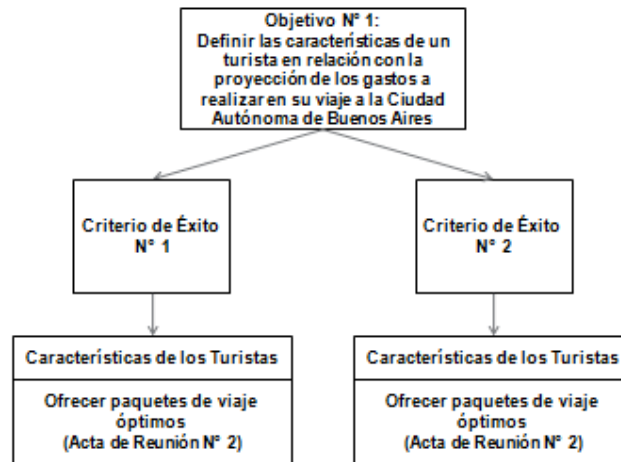 Objetivo N° 1:
Definir las características de un
turista en relación con la
proyección de los gastos a
realizar en su viaje a la Ciudad
Autónoma de Buenos Aires
Criterio de Éxito
N° 1
Criterio de Éxito
N° 2
Características de los Turistas
Ofrecer paquetes de viaje
óptimos
(Acta de Reunión N° 2)
Características de los Turistas
Ofrecer paquetes de viaje
óptimos
(Acta de Reunión N° 2)